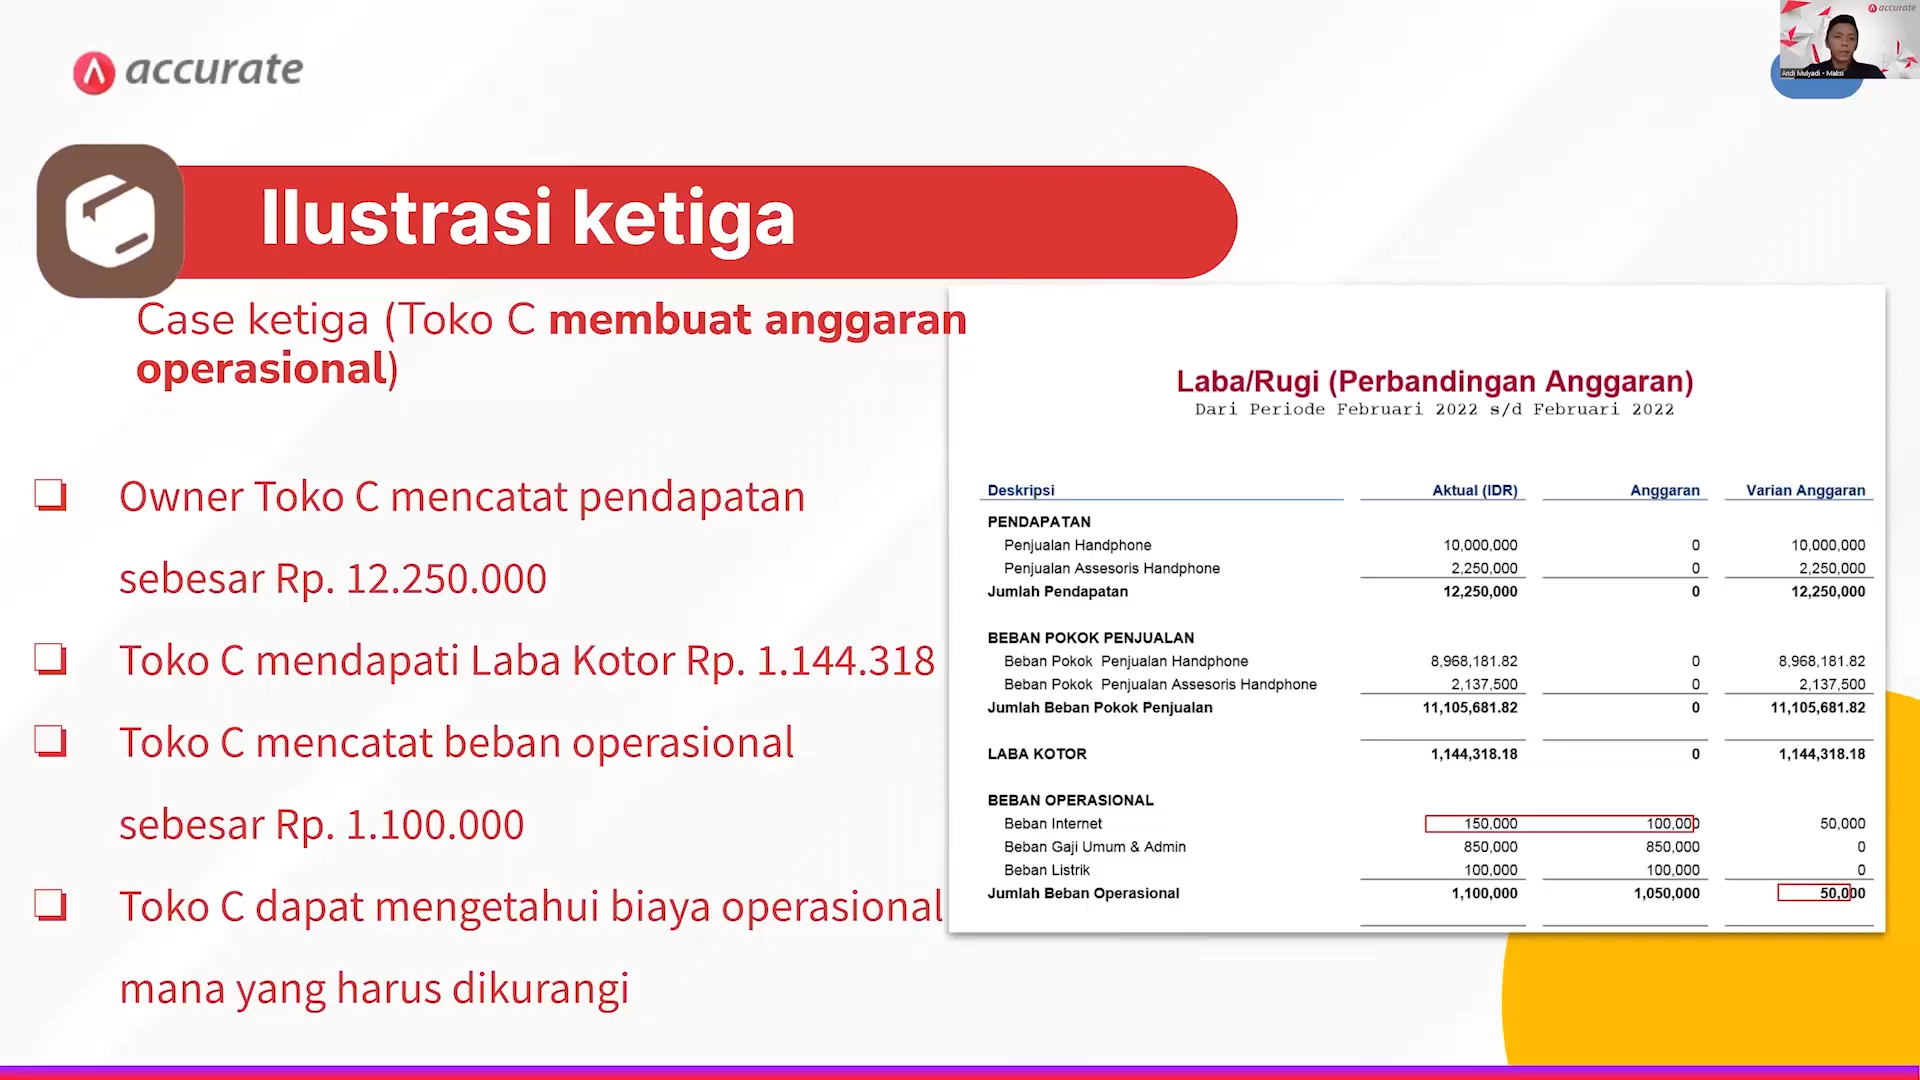 accurate
accurate
Andi Mulyadi - Maksi
Ilustrasi ketiga
Case ketiga (Toko C membuat anggaran
operasional)
❏ Owner Toko C mencatat pendapatan
sebesar Rp. 12.250.000
❏ Toko C mendapati Laba Kotor Rp. 1.144.318
❏ Toko C mencatat beban operasional
sebesar Rp. 1.100.000
❏ Toko C dapat mengetahui biaya operasional
mana yang harus dikurangi
Laba/Rugi (Perbandingan Anggaran)
Dari Periode Februari 2022 s/d Februari 2022
Deskripsi Aktual (IDR) Anggaran Varian Anggaran
PENDAPATAN
Penjualan Handphone 10,000,000 0 10,000,000
Penjualan Assesoris Handphone 2,250,000 0 2,250,000
Jumlah Pendapatan 12,250,000 0 12,250,000
BEBAN POKOK PENJUALAN
Beban Pokok Penjualan Handphone 8,968,181.82 0 8,968,181.82
Beban Pokok Penjualan Assesoris Handphone 2,137,500 0 2,137,500
Jumlah Beban Pokok Penjualan 11,105,681.82 0 11,105,681.82
LABA KOTOR 1,144,318.18 0 1,144,318.18
BEBAN OPERASIONAL
Beban Internet 150,000 100,000 50,000
Beban Gaji Umum & Admin 850,000 850,000 0
Beban Listrik 100,000 100,000 0
Jumlah Beban Operasional 1,100,000 1,050,000 50,000